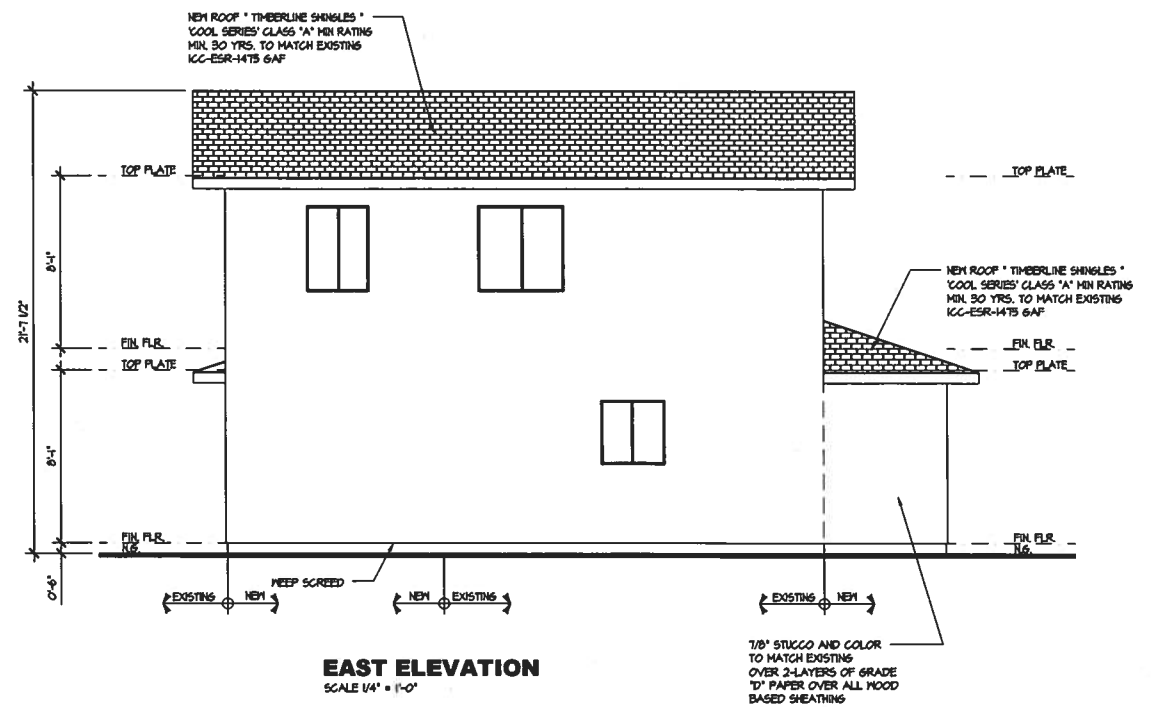 NEW ROOF " TIMBERLINE SHINGLES "
'COOL SERIES' CLASS "A" MIN RATING
MIN. 30 YRS. TO MATCH EXISTING
ICC-ESR-1475 GAF
TOP PLATE
TOP PLATE
8'-1"
NEW ROOF " TIMBERLINE SHINGLES "
'COOL SERIES' CLASS "A" MIN RATING
MIN. 30 YRS. TO MATCH EXISTING
ICC-ESR-1475 GAF
21'-7 1/2"
FIN. FLR.
FIN. FLR.
TOP PLATE
TOP PLATE
8'-1"
FIN. FLR.
FIN. FLR.
N.G.
N.G.
0'-6"
WEEP SCREED
EXISTING NEW
NEW EXISTING
EXISTING NEW
7/8" STUCCO AND COLOR
TO MATCH EXISTING
OVER 2-LAYERS OF GRADE
"D" PAPER OVER ALL WOOD
BASED SHEATHING
EAST ELEVATION
SCALE 1/4" = 1'-0"